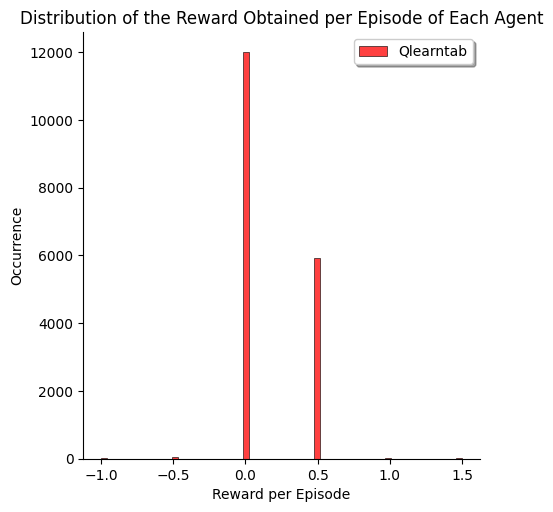 Distribution of the Reward Obtained per Episode of Each Agent
Qlearntab
12000
10000
8000
6000
4000
2000
0
Occurrence
−1.0 −0.5 0.0 0.5 1.0 1.5
Reward per Episode